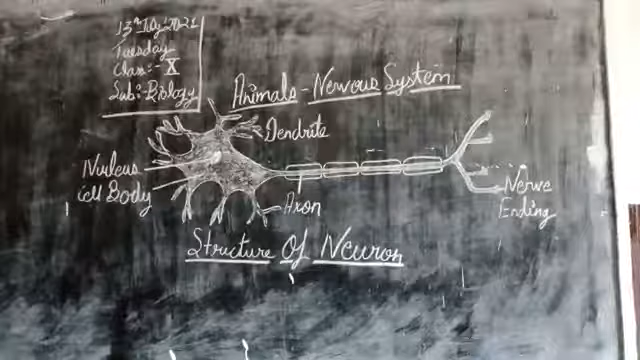 13th July 2021
Tuesday
Class:- X
Sub:- Biology
Animals - Nervous System
Dendrite
Nucleus
Cell Body
Axon
Nerve
Ending
Structure Of Neuron